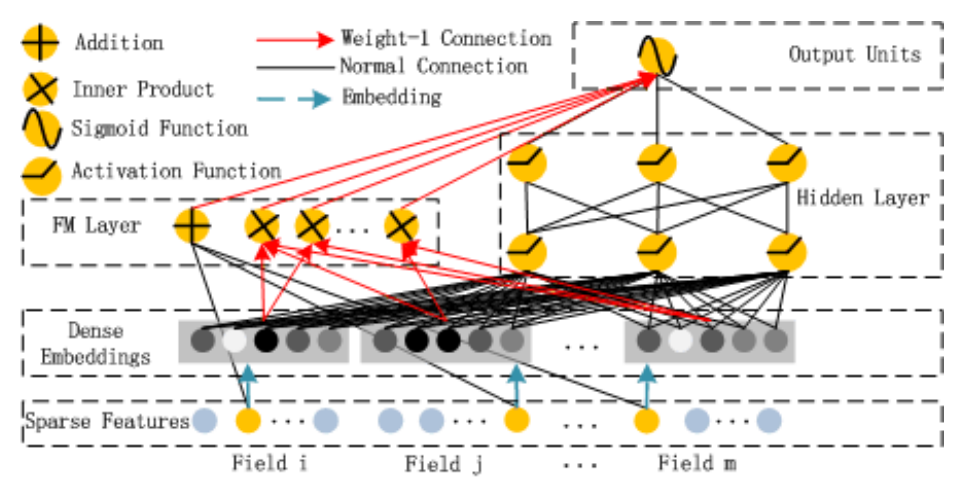 Addition
Weight-1 Connection
Output Units
Normal Connection
Inner Product
Embedding
Sigmoid Function
Activation Function
Hidden Layer
FM Layer
...
Dense
Embeddings
...
Sparse Features
... ... ... ...
Field i Field j ... Field m